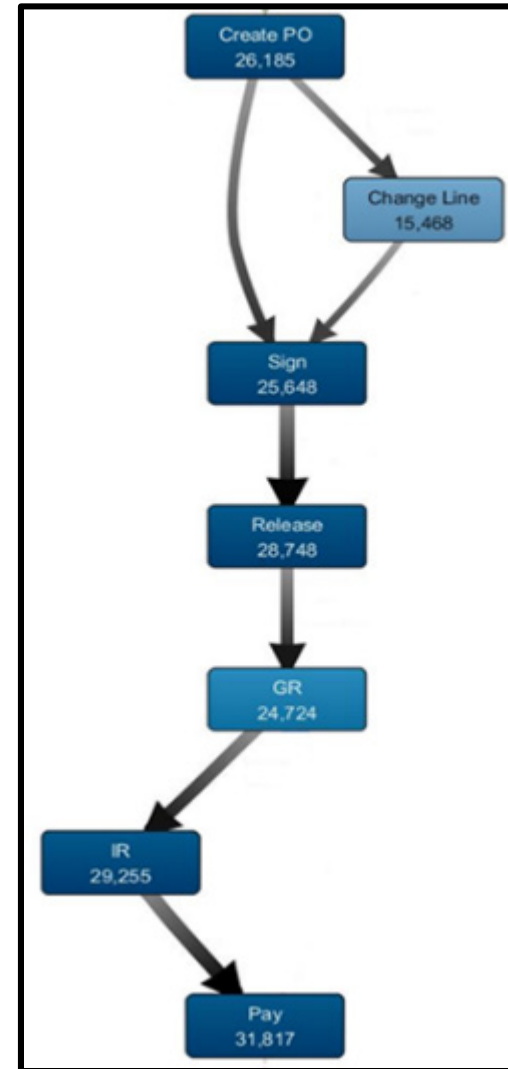 Create PO
26,185
Change Line
15,468
Sign
25,648
Release
28,748
GR
24,724
IR
29,255
Pay
31,817